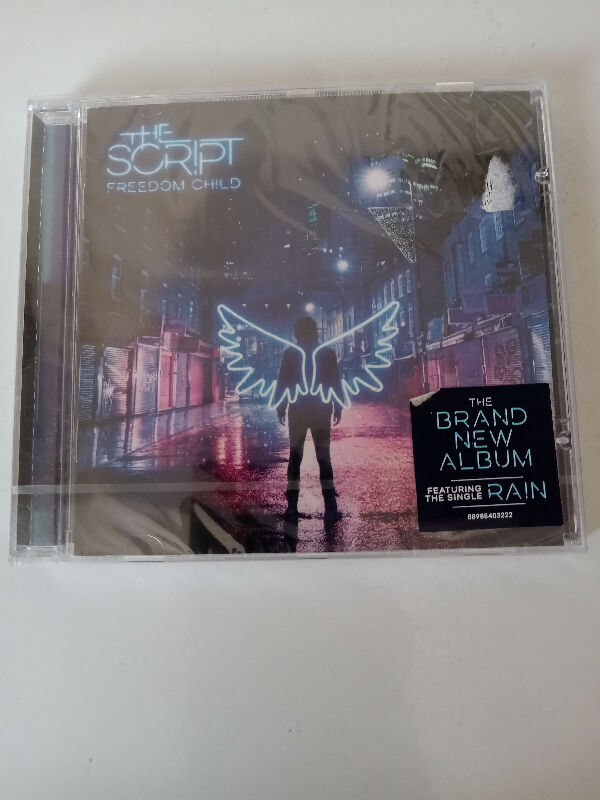 THE
SCRIPT
FREEDOM CHILD
THE
BRAND
NEW
ALBUM
FEATURING
THE SINGLE RAIN
88985403222